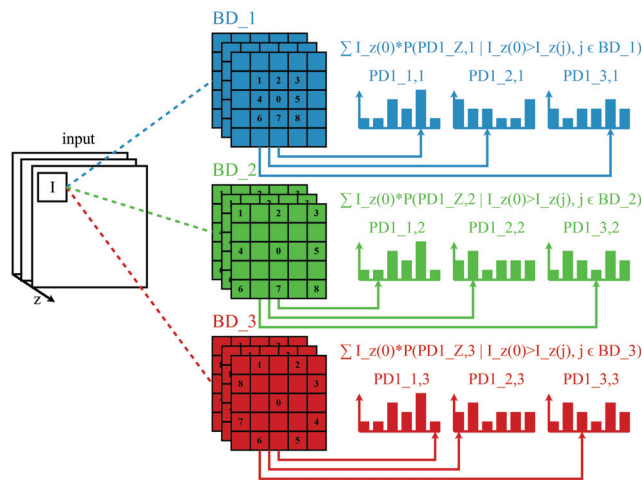 BD_1
∑ I_z(0)*P(PD1_Z,1 | I_z(0)>I_z(j), j ϵ BD_1)
PD1_1,1 PD1_2,1 PD1_3,1
1 2 3
4 0 5
6 7 8
input
I
z
BD_2
∑ I_z(0)*P(PD1_Z,2 | I_z(0)>I_z(j), j ϵ BD_2)
PD1_1,2 PD1_2,2 PD1_3,2
1 2 3
4 0 5
6 7 8
BD_3
∑ I_z(0)*P(PD1_Z,3 | I_z(0)>I_z(j), j ϵ BD_3)
PD1_1,3 PD1_2,3 PD1_3,3
1 2
8 3
0
7 4
6 5